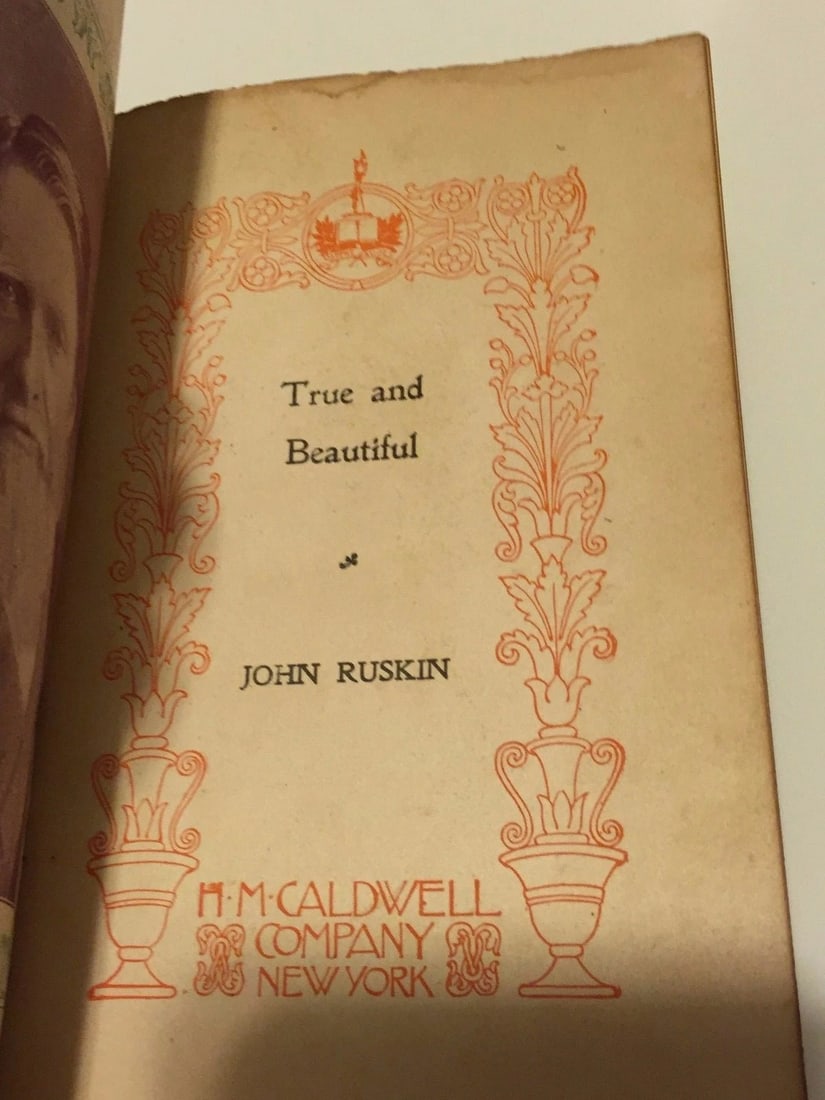 True and
Beautiful
JOHN RUSKIN
H·M·CALDWELL
COMPANY
NEW YORK